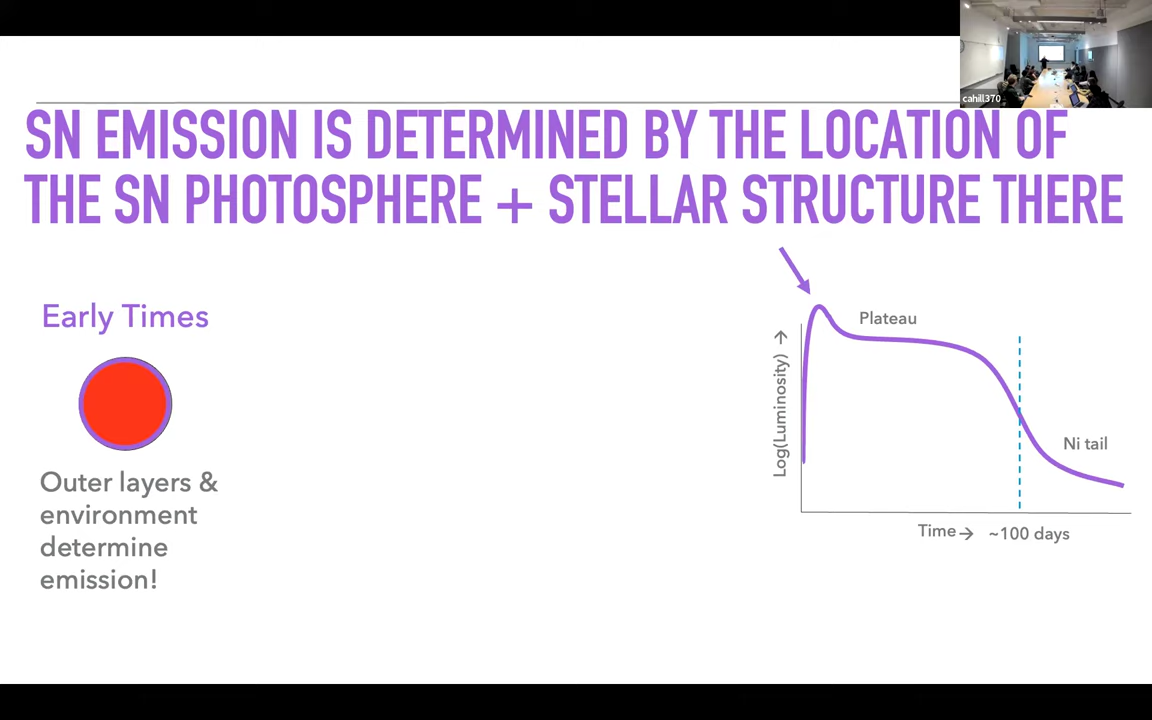 cahill370
SN EMISSION IS DETERMINED BY THE LOCATION OF
THE SN PHOTOSPHERE + STELLAR STRUCTURE THERE
Early Times
Outer layers &
environment
determine
emission!
Log(Luminosity) →
Plateau
Ni tail
Time→ ~100 days